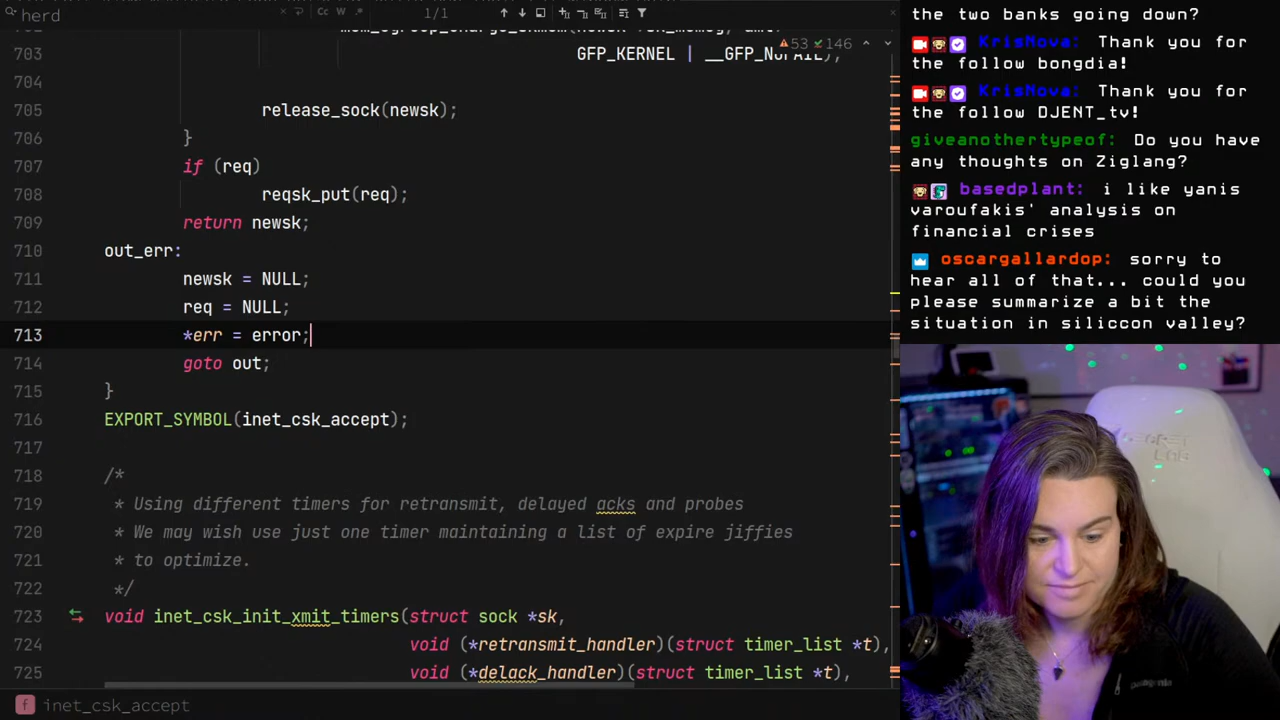 herd
Cc W .* 1/1
53 146
703 GFP_KERNEL | __GFP_NOFAIL);
704
705 release_sock(newsk);
706 }
707 if (req)
708 reqsk_put(req);
709 return newsk;
710 out_err:
711 newsk = NULL;
712 req = NULL;
713 *err = error;
714 goto out;
715 }
716 EXPORT_SYMBOL(inet_csk_accept);
717
718 /*
719 * Using different timers for retransmit, delayed acks and probes
720 * We may wish use just one timer maintaining a list of expire jiffies
721 * to optimize.
722 */
723 void inet_csk_init_xmit_timers(struct sock *sk,
724 void (*retransmit_handler)(struct timer_list *t),
725 void (*delack_handler)(struct timer_list *t),
f inet_csk_accept
the two banks going down?
KrisNova: Thank you for
the follow bongdia!
KrisNova: Thank you for
the follow DJENT_tv!
giveanothertypeof: Do you have
any thoughts on Ziglang?
basedplant: i like yanis
varoufakis' analysis on
financial crises
oscargallardop: sorry to
hear all of that... could you
please summarize a bit the
situation in siliccon valley?
SECRET
LAB
patagonia